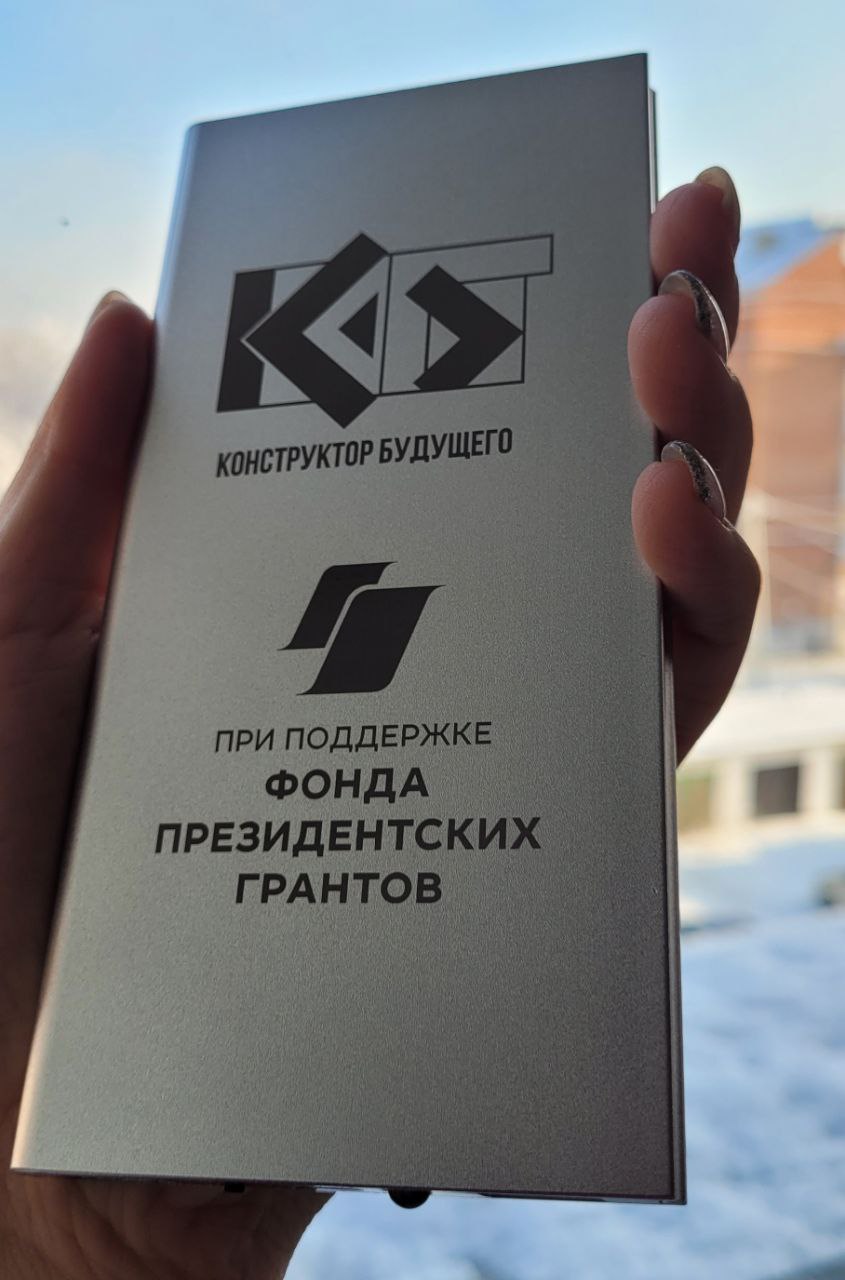 КОНСТРУКТОР БУДУЩЕГО
ПРИ ПОДДЕРЖКЕ
ФОНДА
ПРЕЗИДЕНТСКИХ
ГРАНТОВ